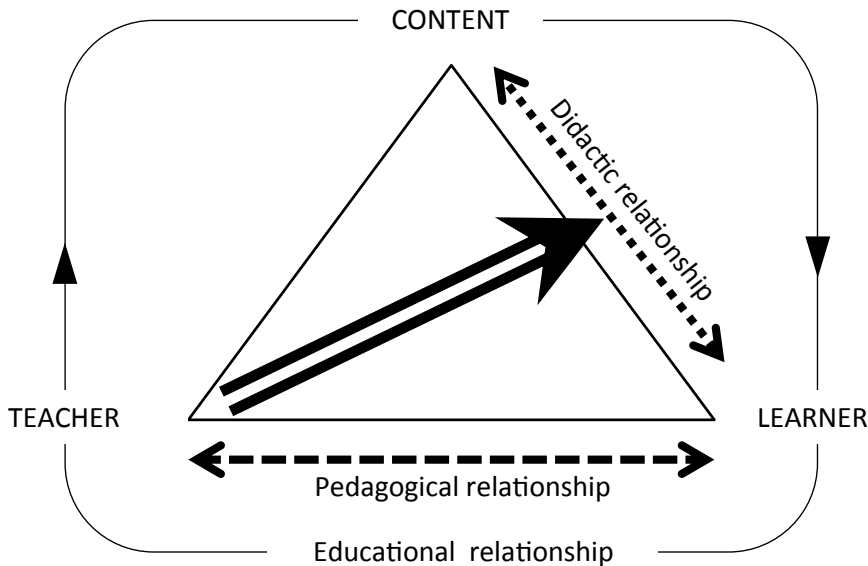 CONTENT
Didactic relationship
TEACHER
LEARNER
Pedagogical relationship
Educational relationship